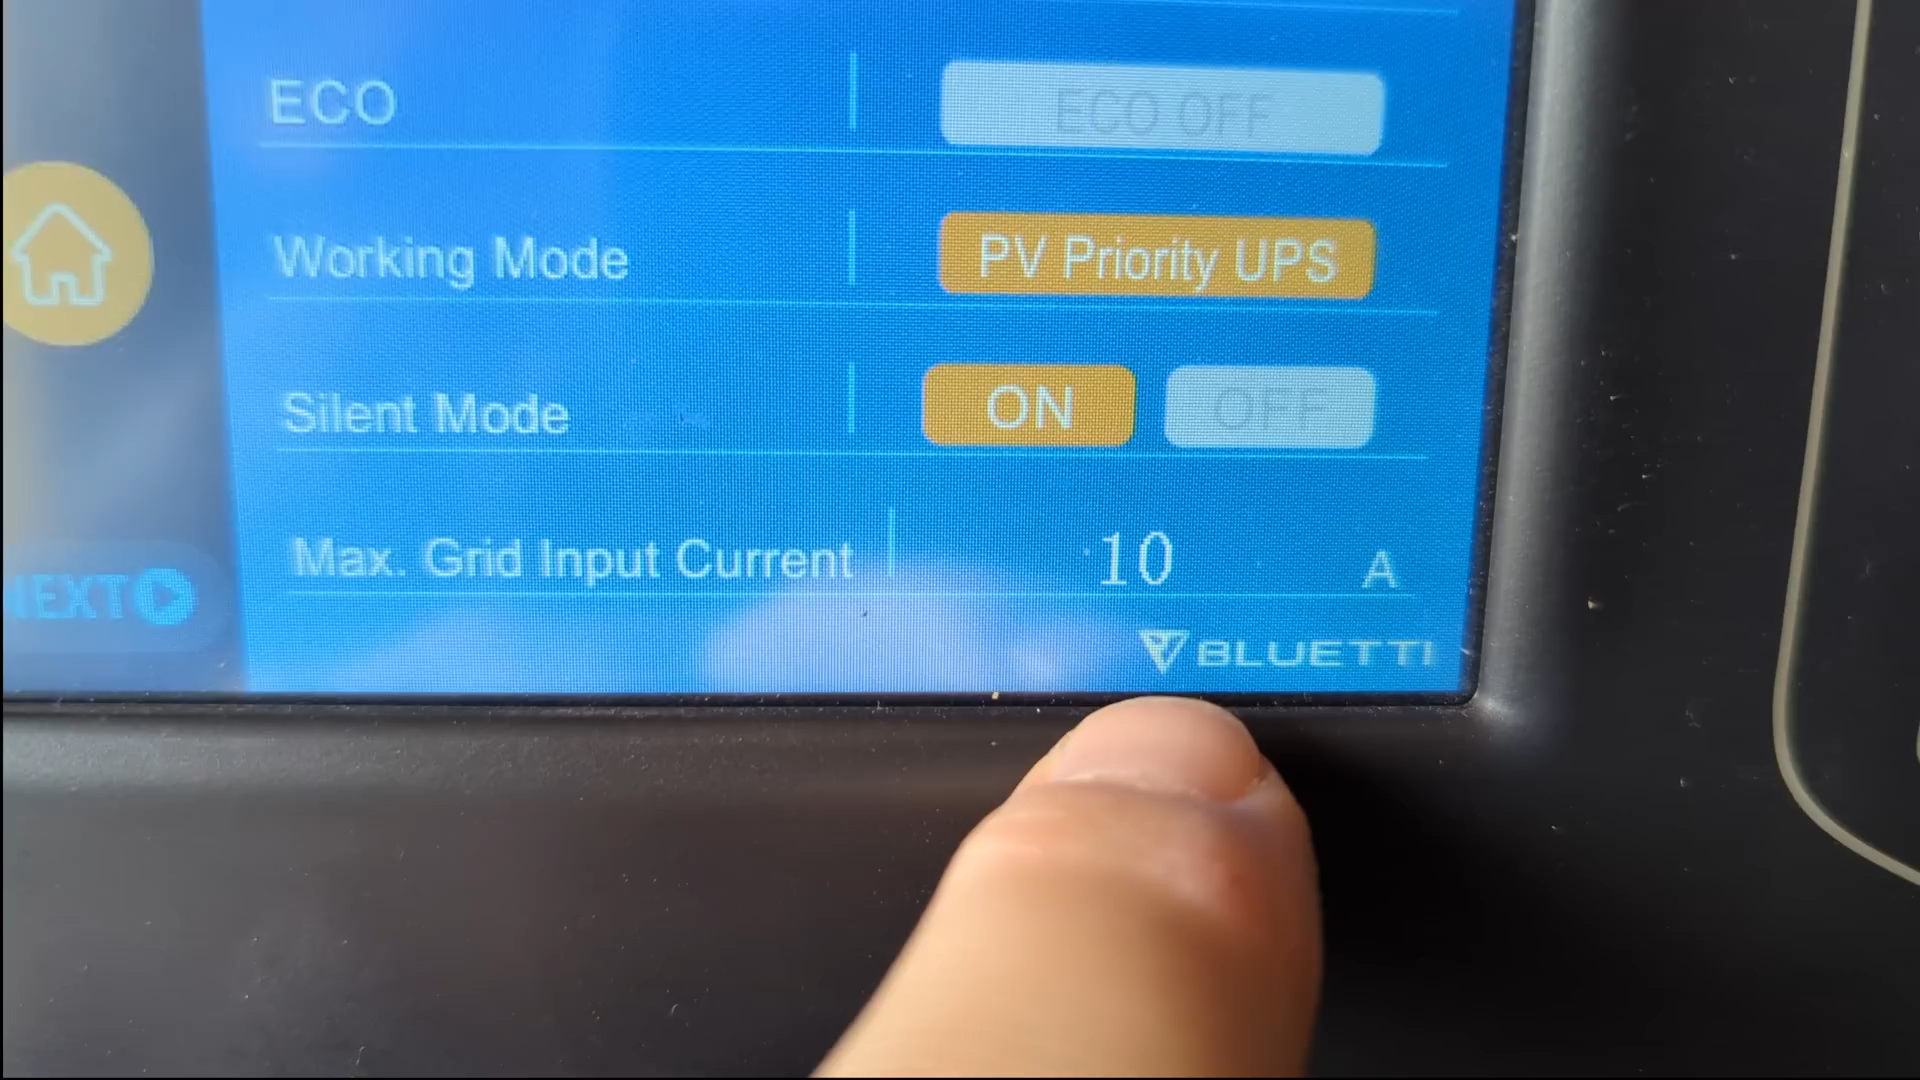 ECO
ECO OFF
Working Mode
PV Priority UPS
Silent Mode
ON
OFF
Max. Grid Input Current
10
A
NEXT
BLUETTI